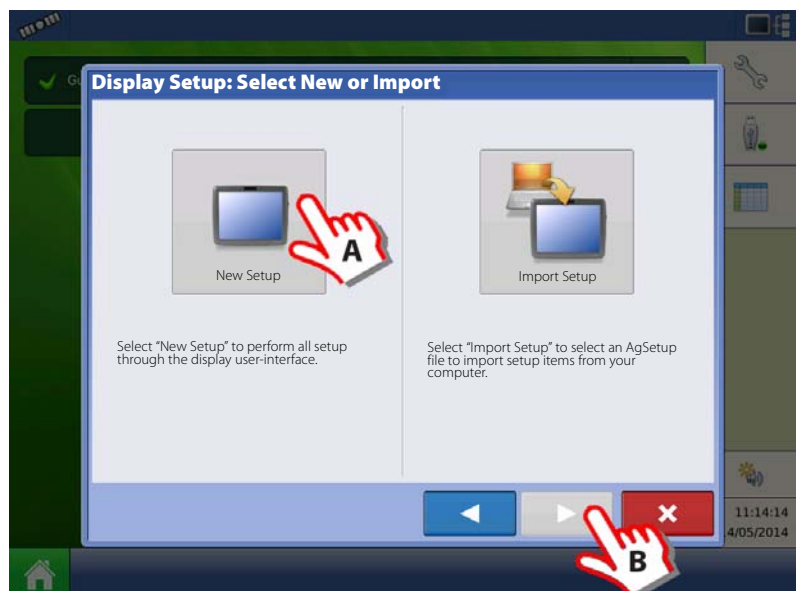 Gu
Display Setup: Select New or Import
A
New Setup
Import Setup
Select "New Setup" to perform all setup
through the display user-interface.
Select "Import Setup" to select an AgSetup
file to import setup items from your
computer.
11:14:14
4/05/2014
B